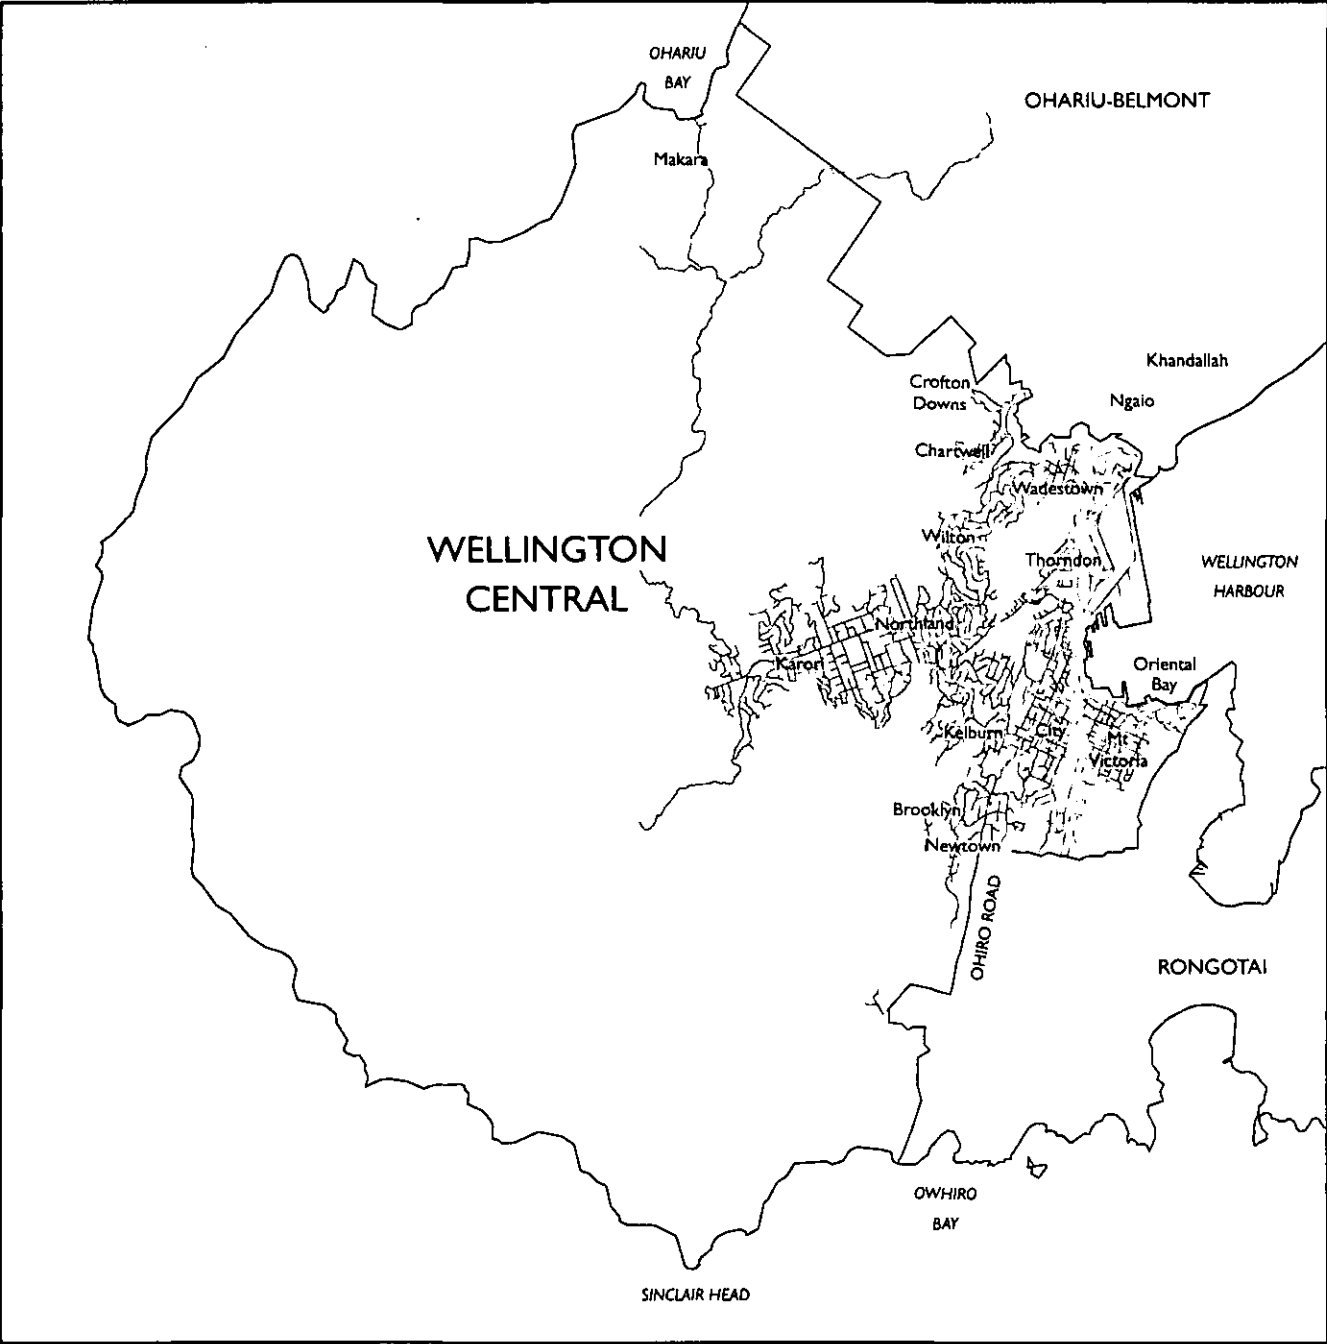 OHARIU
BAY
OHARIU-BELMONT
Makara
Khandallah
Crofton
Downs
Ngaio
Chartwell
Wadestown
WELLINGTON
CENTRAL
Wilton
Thorndon
WELLINGTON
HARBOUR
Northland
Karori
Oriental
Bay
Kelburn
City
Mt
Victoria
Brooklyn
Newtown
OHIRO ROAD
RONGOTAI
OWHIRO
BAY
SINCLAIR HEAD